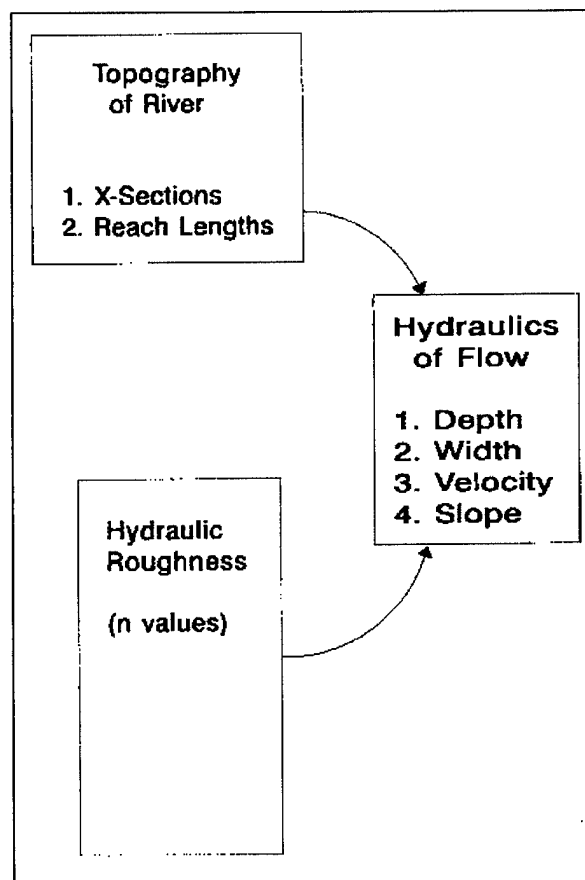 Topography
of River
1. X-Sections
2. Reach Lengths
Hydraulics
of Flow
1. Depth
2. Width
3. Velocity
4. Slope
Hydraulic
Roughness
(n values)